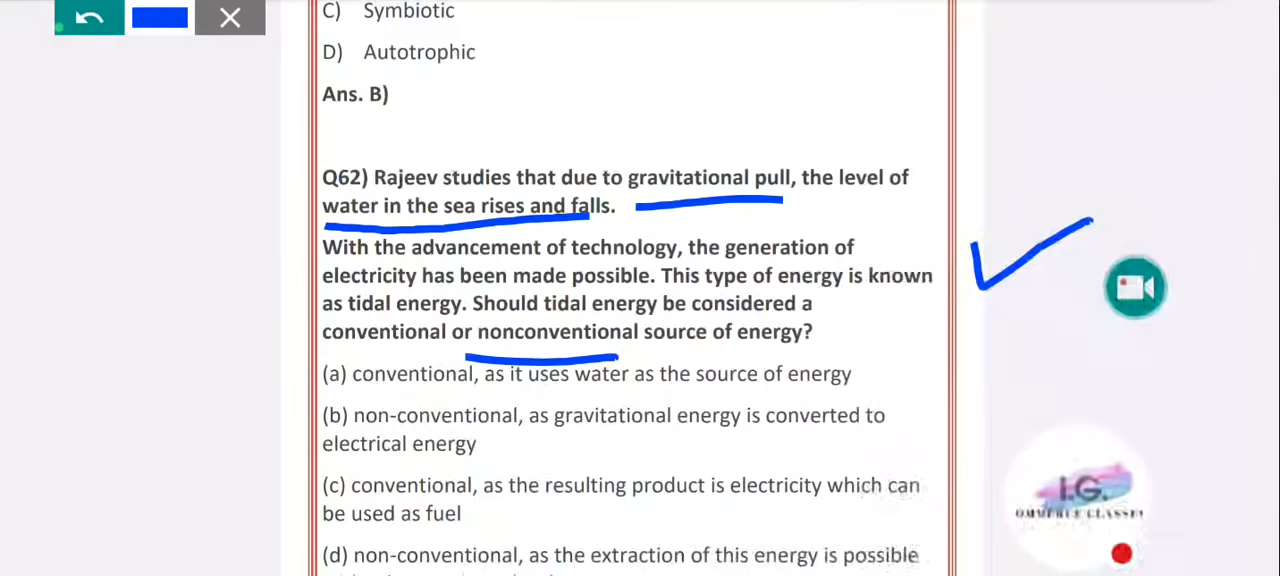 C) Symbiotic
D) Autotrophic
Ans. B)
Q62) Rajeev studies that due to gravitational pull, the level of
water in the sea rises and falls.
With the advancement of technology, the generation of
electricity has been made possible. This type of energy is known
as tidal energy. Should tidal energy be considered a
conventional or nonconventional source of energy?
(a) conventional, as it uses water as the source of energy
(b) non-conventional, as gravitational energy is converted to
electrical energy
(c) conventional, as the resulting product is electricity which can
be used as fuel
(d) non-conventional, as the extraction of this energy is possible
I.G.
CLASSES